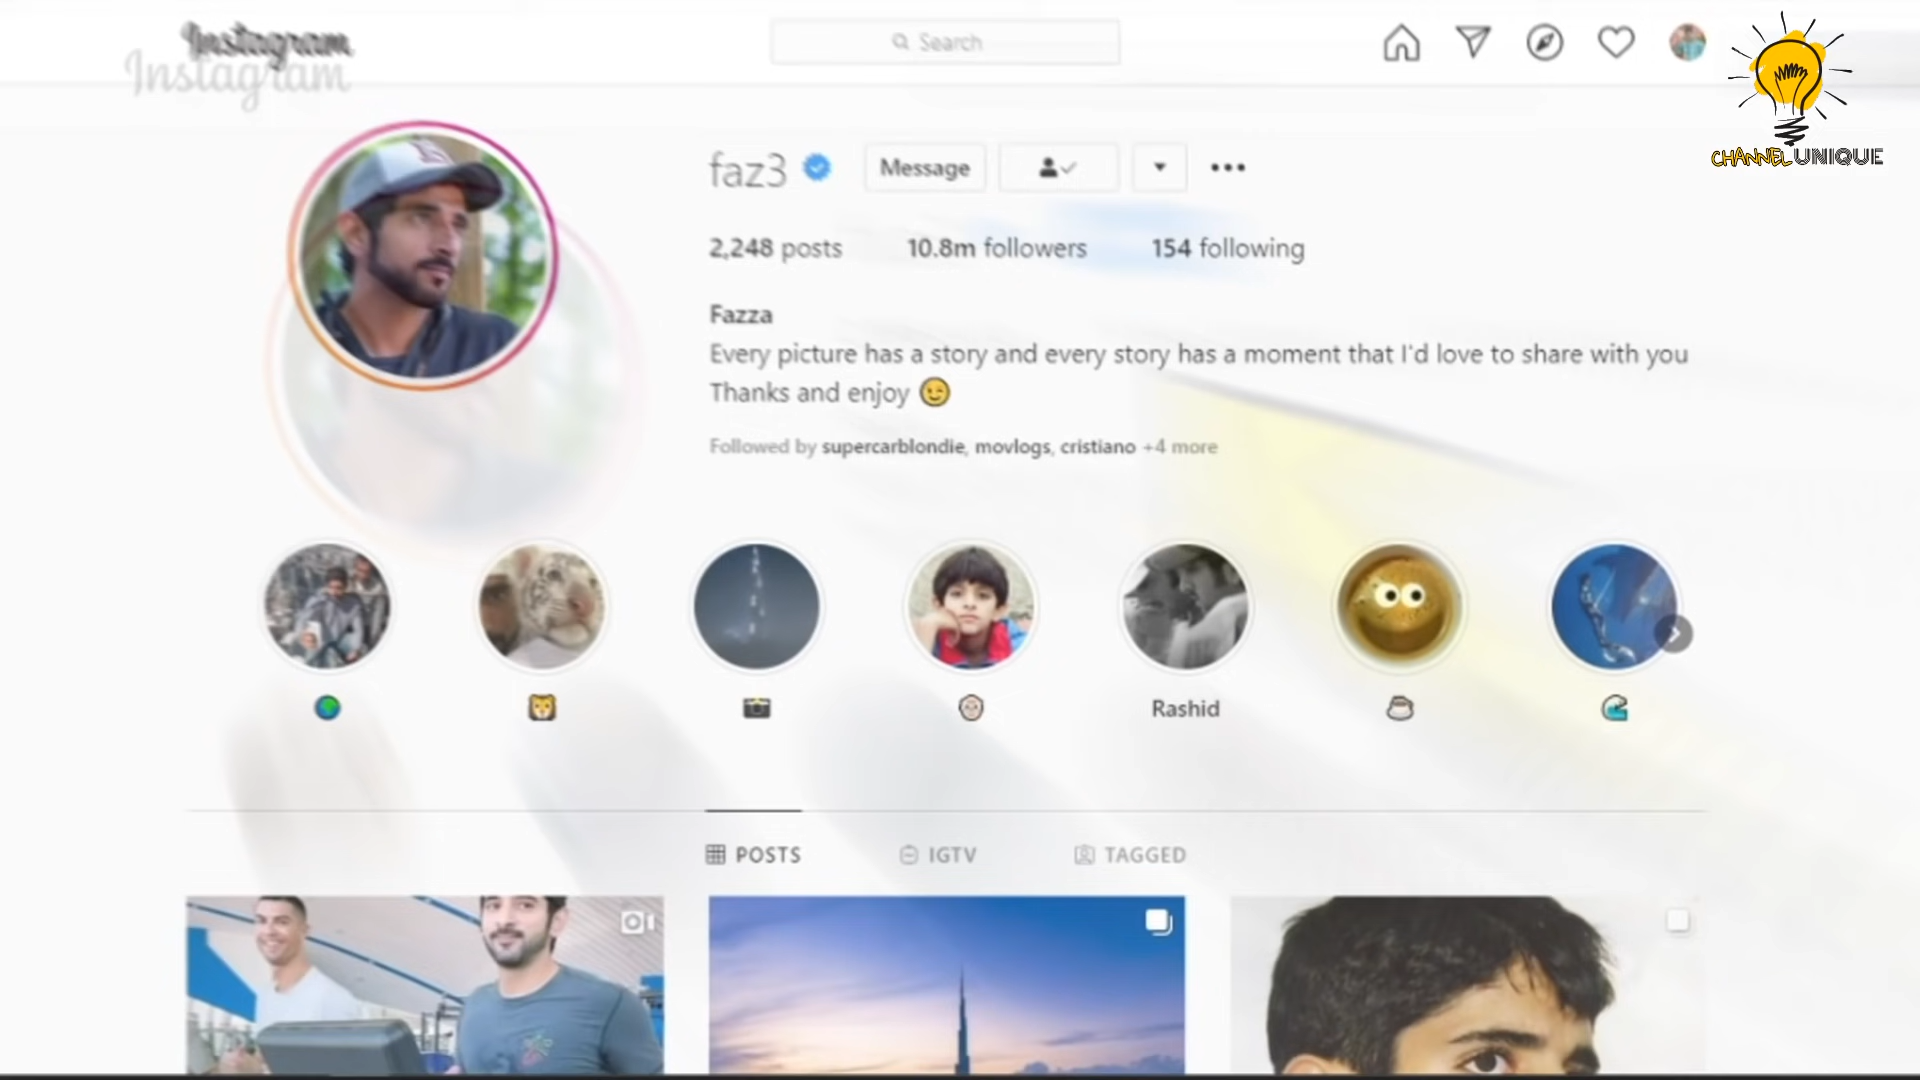 Instagram
Instagram
Search
CHANNEL UNIQUE
faz3
Message
2,248 posts
10.8m followers
154 following
Fazza
Every picture has a story and every story has a moment that I'd love to share with you
Thanks and enjoy 😉
Followed by supercarblondie, movlogs, cristiano +4 more
Rashid
POSTS
IGTV
TAGGED